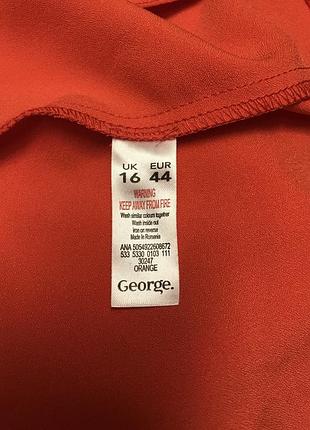 UK EUR
16 44
WARNING
KEEP AWAY FROM FIRE
Wash similar colours together
Wash inside out
Iron on reverse
Made in Romania
ANA 5054922608672
533 5330 0103 111
30247
ORANGE
George.